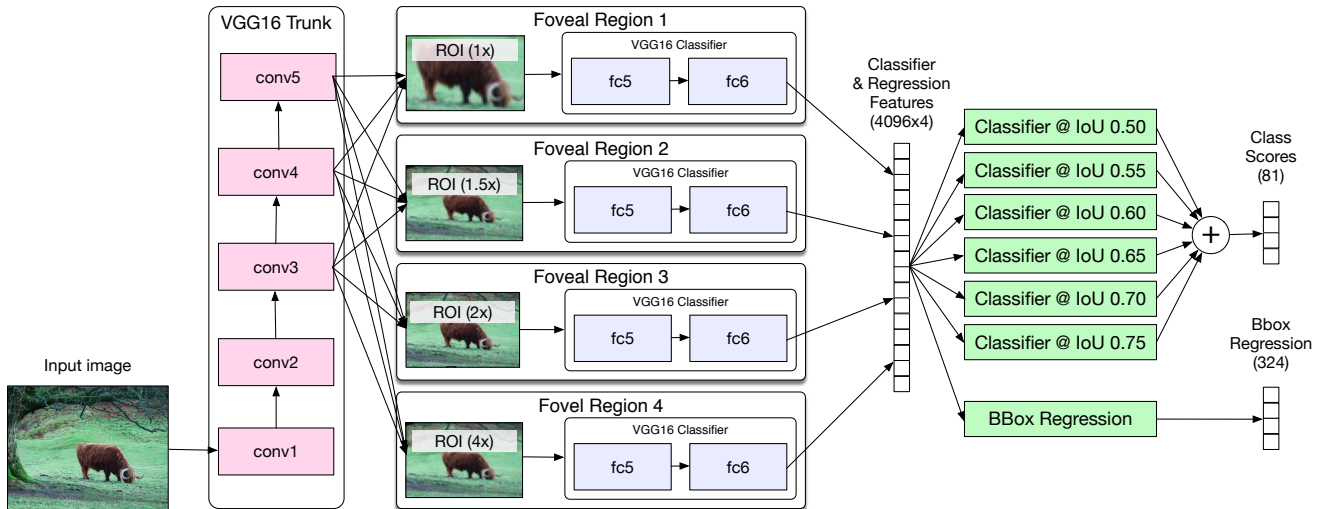 Input image
VGG16 Trunk
conv5
conv4
conv3
conv2
conv1
Foveal Region 1
ROI (1x)
VGG16 Classifier
fc5
fc6
Foveal Region 2
ROI (1.5x)
VGG16 Classifier
fc5
fc6
Foveal Region 3
ROI (2x)
VGG16 Classifier
fc5
fc6
Fovel Region 4
ROI (4x)
VGG16 Classifier
fc5
fc6
Classifier
& Regression
Features
(4096x4)
Classifier @ IoU 0.50
Classifier @ IoU 0.55
Classifier @ IoU 0.60
Classifier @ IoU 0.65
Classifier @ IoU 0.70
Classifier @ IoU 0.75
BBox Regression
+
Class
Scores
(81)
Bbox
Regression
(324)